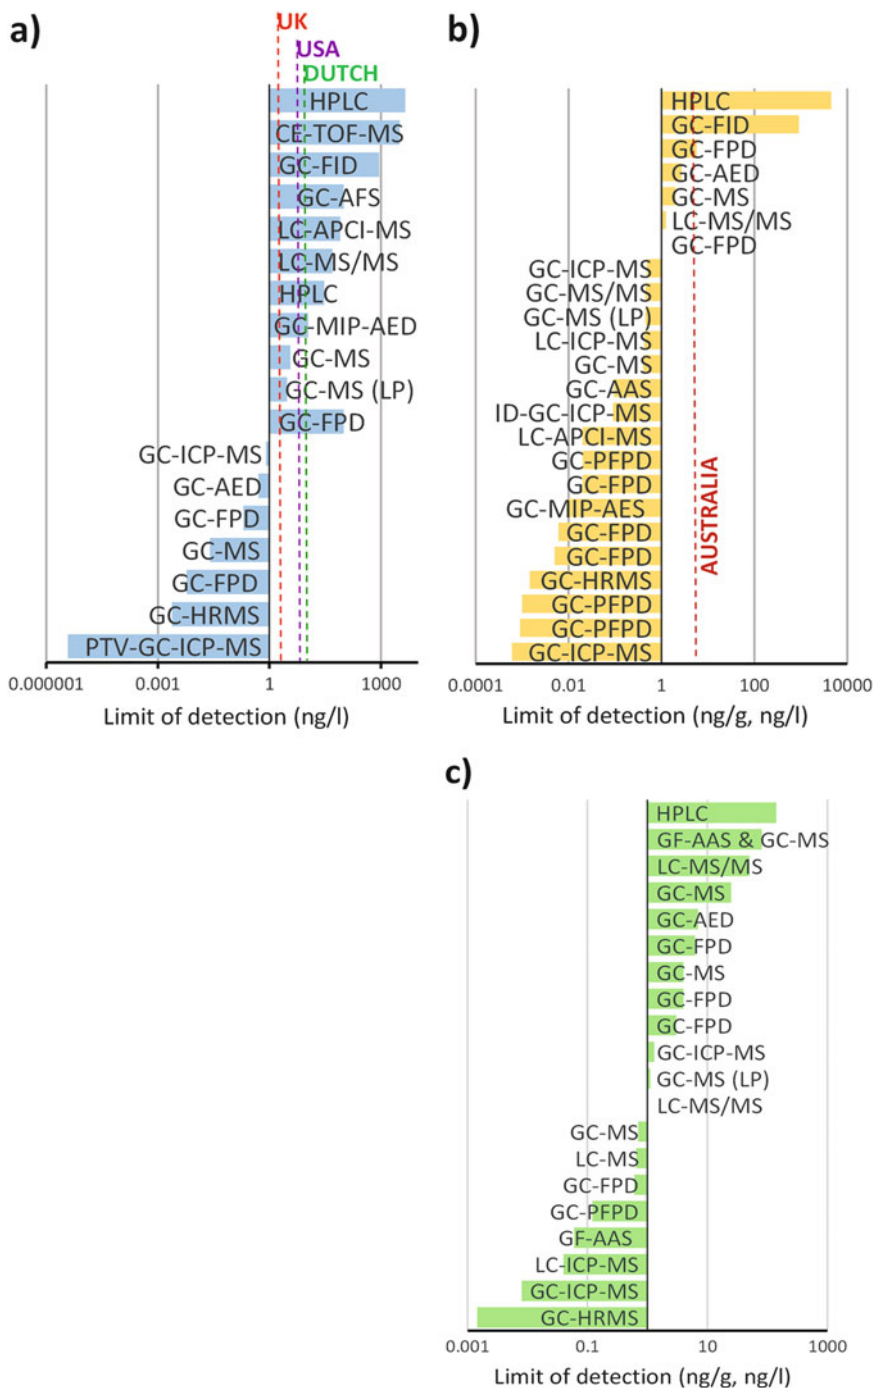 a)
UK
USA
DUTCH
HPLC
CE-TOF-MS
GC-FID
GC-AFS
LC-APCI-MS
LC-MS/MS
HPLC
GC-MIP-AED
GC-MS
GC-MS (LP)
GC-FPD
GC-ICP-MS
GC-AED
GC-FPD
GC-MS
GC-FPD
GC-HRMS
PTV-GC-ICP-MS
0.000001 0.001 1 1000
Limit of detection (ng/l)
b)
HPLC
GC-FID
GC-FPD
GC-AED
GC-MS
LC-MS/MS
GC-FPD
GC-ICP-MS
GC-MS/MS
GC-MS (LP)
LC-ICP-MS
GC-MS
GC-AAS
ID-GC-ICP-MS
LC-APCI-MS
GC-PFPD
GC-FPD
GC-MIP-AES
GC-FPD
GC-FPD
GC-HRMS
GC-PFPD
GC-PFPD
GC-ICP-MS
AUSTRALIA
0.0001 0.01 1 100 10000
Limit of detection (ng/g, ng/l)
c)
HPLC
GF-AAS & GC-MS
LC-MS/MS
GC-MS
GC-AED
GC-FPD
GC-MS
GC-FPD
GC-FPD
GC-ICP-MS
GC-MS (LP)
LC-MS/MS
GC-MS
LC-MS
GC-FPD
GC-PFPD
GF-AAS
LC-ICP-MS
GC-ICP-MS
GC-HRMS
0.001 0.1 10 1000
Limit of detection (ng/g, ng/l)